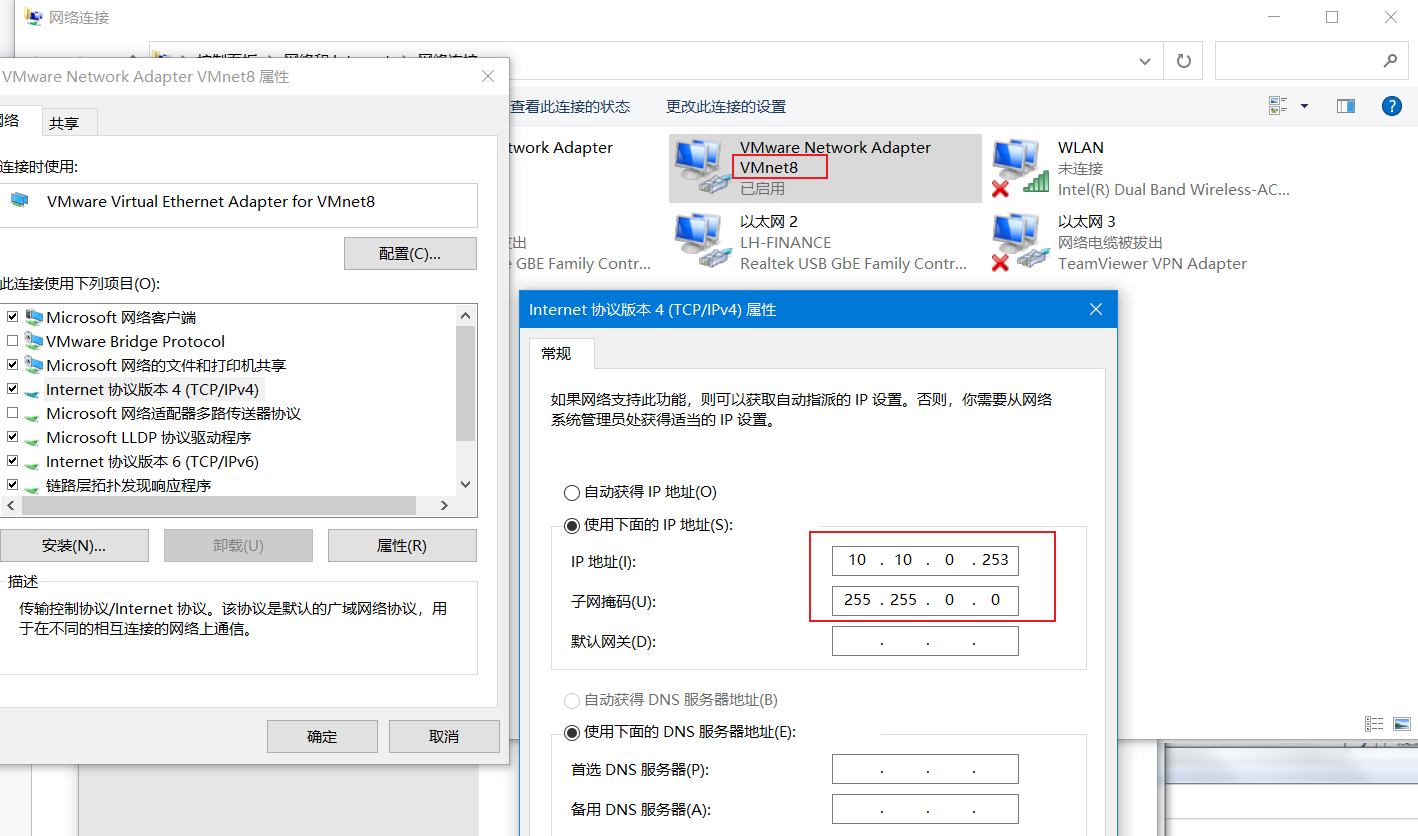 网络连接
VMware Network Adapter VMnet8 属性
共享
连接时使用:
VMware Virtual Ethernet Adapter for VMnet8
配置(C)...
此连接使用下列项目(O):
Microsoft 网络客户端
VMware Bridge Protocol
Microsoft 网络的文件和打印机共享
Internet 协议版本 4 (TCP/IPv4)
Microsoft 网络适配器多路传送器协议
Microsoft LLDP 协议驱动程序
Internet 协议版本 6 (TCP/IPv6)
链路层拓扑发现响应程序
安装(N)...
卸载(U)
属性(R)
描述
传输控制协议/Internet 协议。该协议是默认的广域网络协议，用
于在不同的相互连接的网络上通信。
确定
取消
查看此连接的状态
更改此连接的设置
twork Adapter
VMware Network Adapter
VMnet8
已启用
WLAN
未连接
Intel(R) Dual Band Wireless-AC...
出
GBE Family Contr...
以太网 2
LH-FINANCE
Realtek USB GbE Family Contr...
以太网 3
网络电缆被拔出
TeamViewer VPN Adapter
Internet 协议版本 4 (TCP/IPv4) 属性
常规
如果网络支持此功能，则可以获取自动指派的 IP 设置。否则，你需要从网络
系统管理员处获得适当的 IP 设置。
自动获得 IP 地址(O)
使用下面的 IP 地址(S):
IP 地址(I):
10 . 10 . 0 . 253
子网掩码(U):
255 . 255 . 0 . 0
默认网关(D):
. . .
自动获得 DNS 服务器地址(B)
使用下面的 DNS 服务器地址(E):
首选 DNS 服务器(P):
. . .
备用 DNS 服务器(A):
. . .